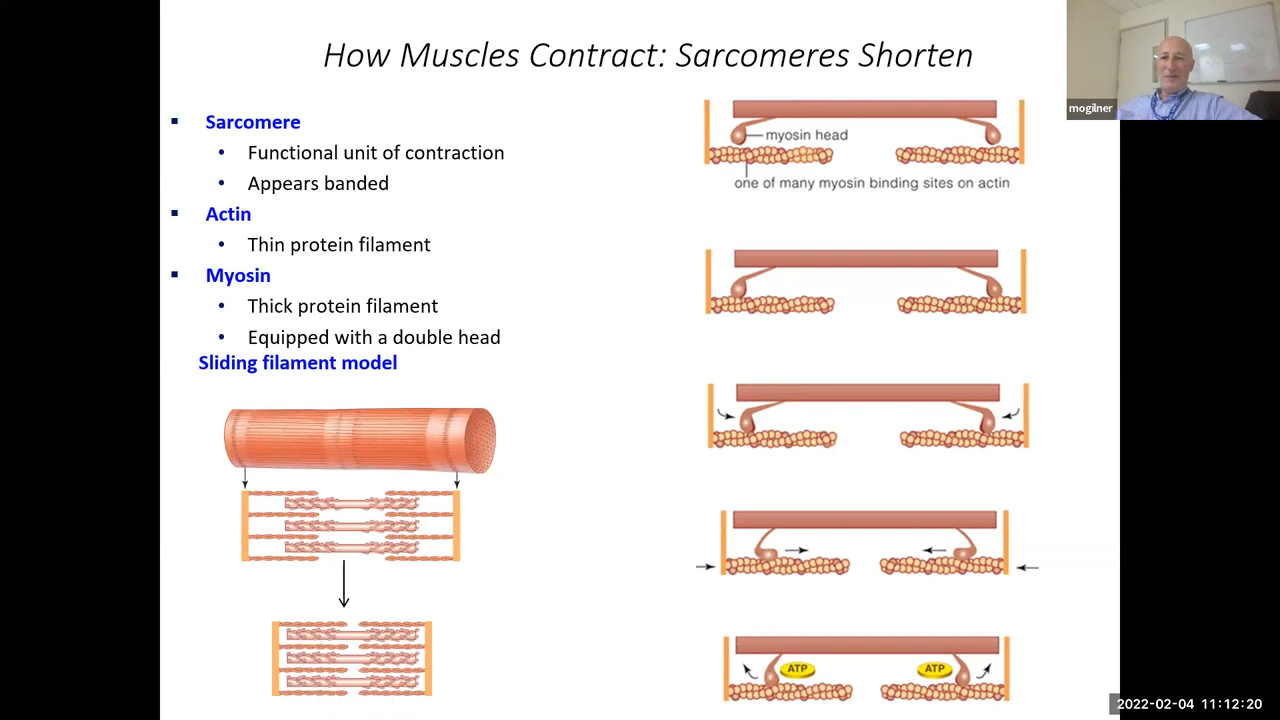 How Muscles Contract: Sarcomeres Shorten
mogilner
▪ Sarcomere
• Functional unit of contraction
• Appears banded
▪ Actin
• Thin protein filament
▪ Myosin
• Thick protein filament
• Equipped with a double head
Sliding filament model
myosin head
one of many myosin binding sites on actin
ATP
ATP
2022-02-04 11:12:20